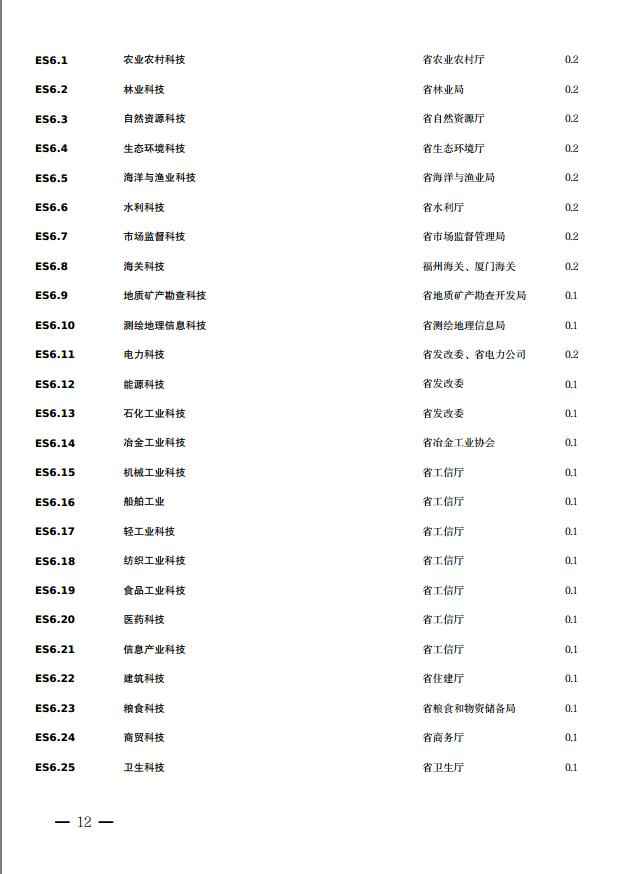 ES6.1 农业农村科技 省农业农村厅 0.2
ES6.2 林业科技 省林业局 0.2
ES6.3 自然资源科技 省自然资源厅 0.2
ES6.4 生态环境科技 省生态环境厅 0.2
ES6.5 海洋与渔业科技 省海洋与渔业局 0.2
ES6.6 水利科技 省水利厅 0.2
ES6.7 市场监督科技 省市场监督管理局 0.2
ES6.8 海关科技 福州海关、厦门海关 0.2
ES6.9 地质矿产勘查科技 省地质矿产勘查开发局 0.1
ES6.10 测绘地理信息科技 省测绘地理信息局 0.1
ES6.11 电力科技 省发改委、省电力公司 0.2
ES6.12 能源科技 省发改委 0.1
ES6.13 石化工业科技 省发改委 0.1
ES6.14 冶金工业科技 省冶金工业协会 0.1
ES6.15 机械工业科技 省工信厅 0.1
ES6.16 船舶工业 省工信厅 0.1
ES6.17 轻工业科技 省工信厅 0.1
ES6.18 纺织工业科技 省工信厅 0.1
ES6.19 食品工业科技 省工信厅 0.1
ES6.20 医药科技 省工信厅 0.1
ES6.21 信息产业科技 省工信厅 0.1
ES6.22 建筑科技 省住建厅 0.1
ES6.23 粮食科技 省粮食和物资储备局 0.1
ES6.24 商贸科技 省商务厅 0.1
ES6.25 卫生科技 省卫生厅 0.1
— 12 —